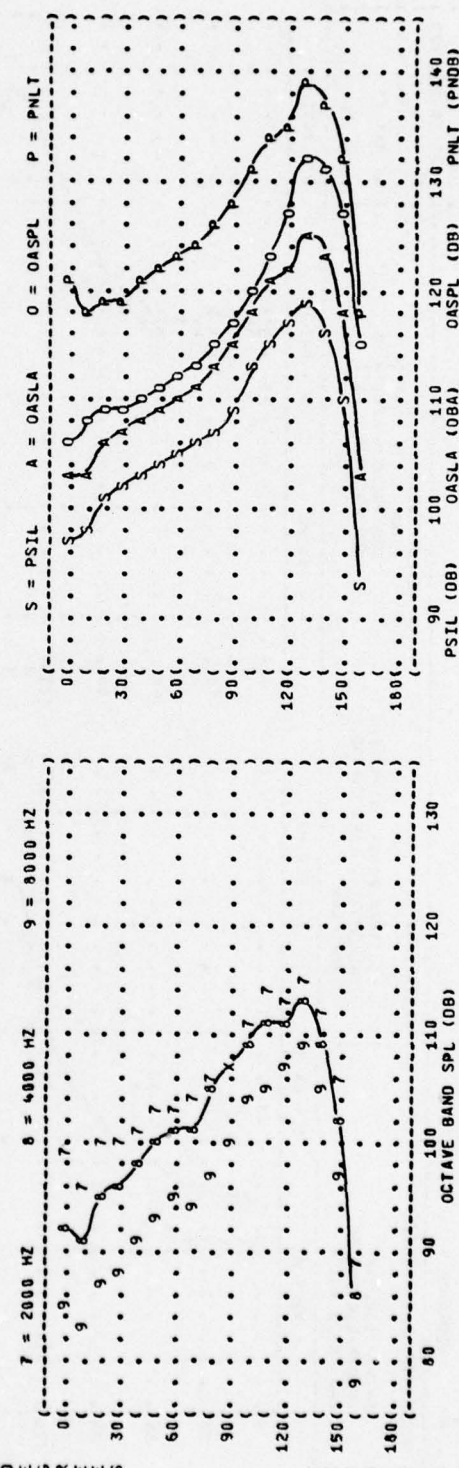 7 = 2000 HZ 8 = 4000 HZ 9 = 8000 HZ
0
30
60
90
120
150
180
80 90 100 110 120 130
OCTAVE BAND SPL (DB)
S = PSIL A = OASLA O = OASPL P = PNLT
0
30
60
90
120
150
180
90 100 110 120 130 140
PSIL (DB) OASLA (DBA) OASPL (DB) PNLT (PNDB)